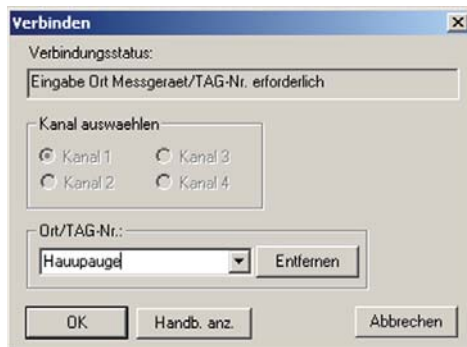 Verbinden
Verbindungsstatus:
Eingabe Ort Messgeraet/TAG-Nr. erforderlich
Kanal auswaehlen
Kanal 1 Kanal 3
Kanal 2 Kanal 4
Ort/TAG-Nr.:
Hauupauge Entfernen
OK Handb. anz. Abbrechen